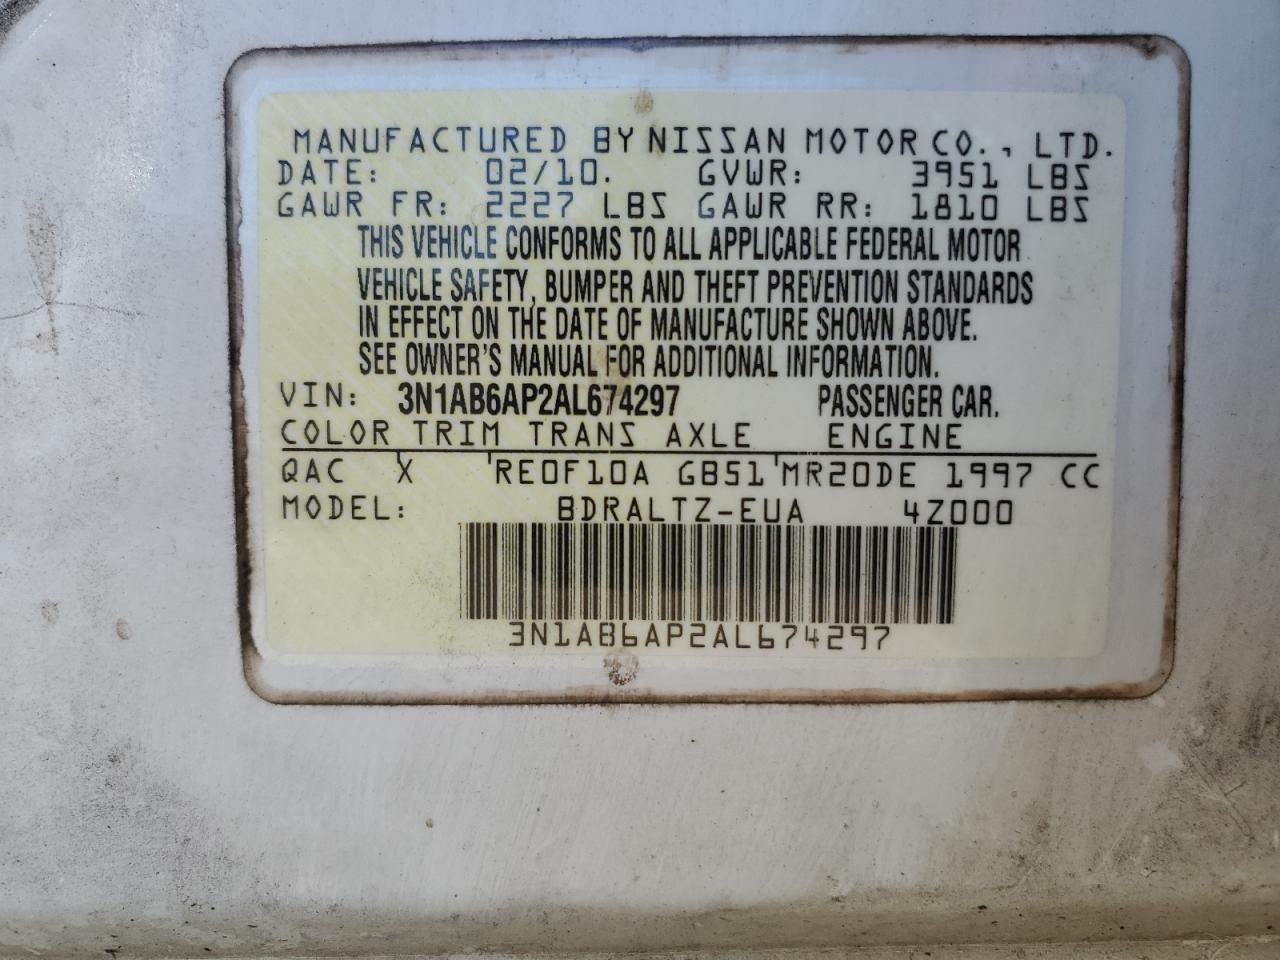 MANUFACTURED BY NISSAN MOTOR CO., LTD.
DATE: 02/10. GVWR: 3951 LBS
GAWR FR: 2227 LBS GAWR RR: 1810 LBS
THIS VEHICLE CONFORMS TO ALL APPLICABLE FEDERAL MOTOR
VEHICLE SAFETY, BUMPER AND THEFT PREVENTION STANDARDS
IN EFFECT ON THE DATE OF MANUFACTURE SHOWN ABOVE.
SEE OWNER'S MANUAL FOR ADDITIONAL INFORMATION.
VIN: 3N1AB6AP2AL674297 PASSENGER CAR.
COLOR TRIM TRANS AXLE ENGINE
QAC X RE0F10A GB51 MR20DE 1997 CC
MODEL: BDRALTZ-EUA 4Z000
3N1AB6AP2AL674297